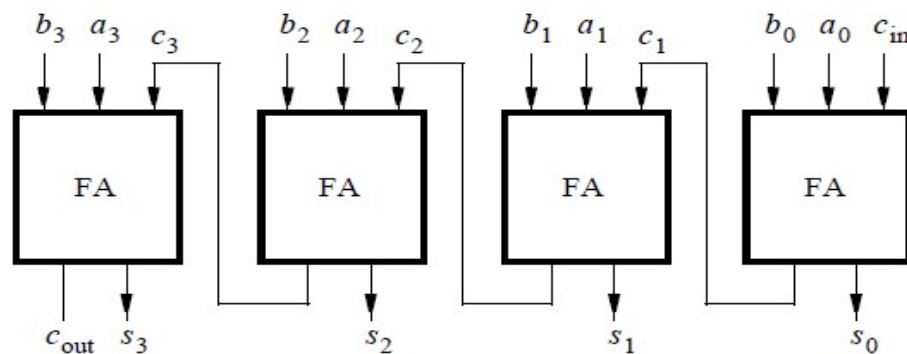 b3 a3 c3 b2 a2 c2 b1 a1 c1 b0 a0 cin
FA FA FA FA
cout s3 s2 s1 s0